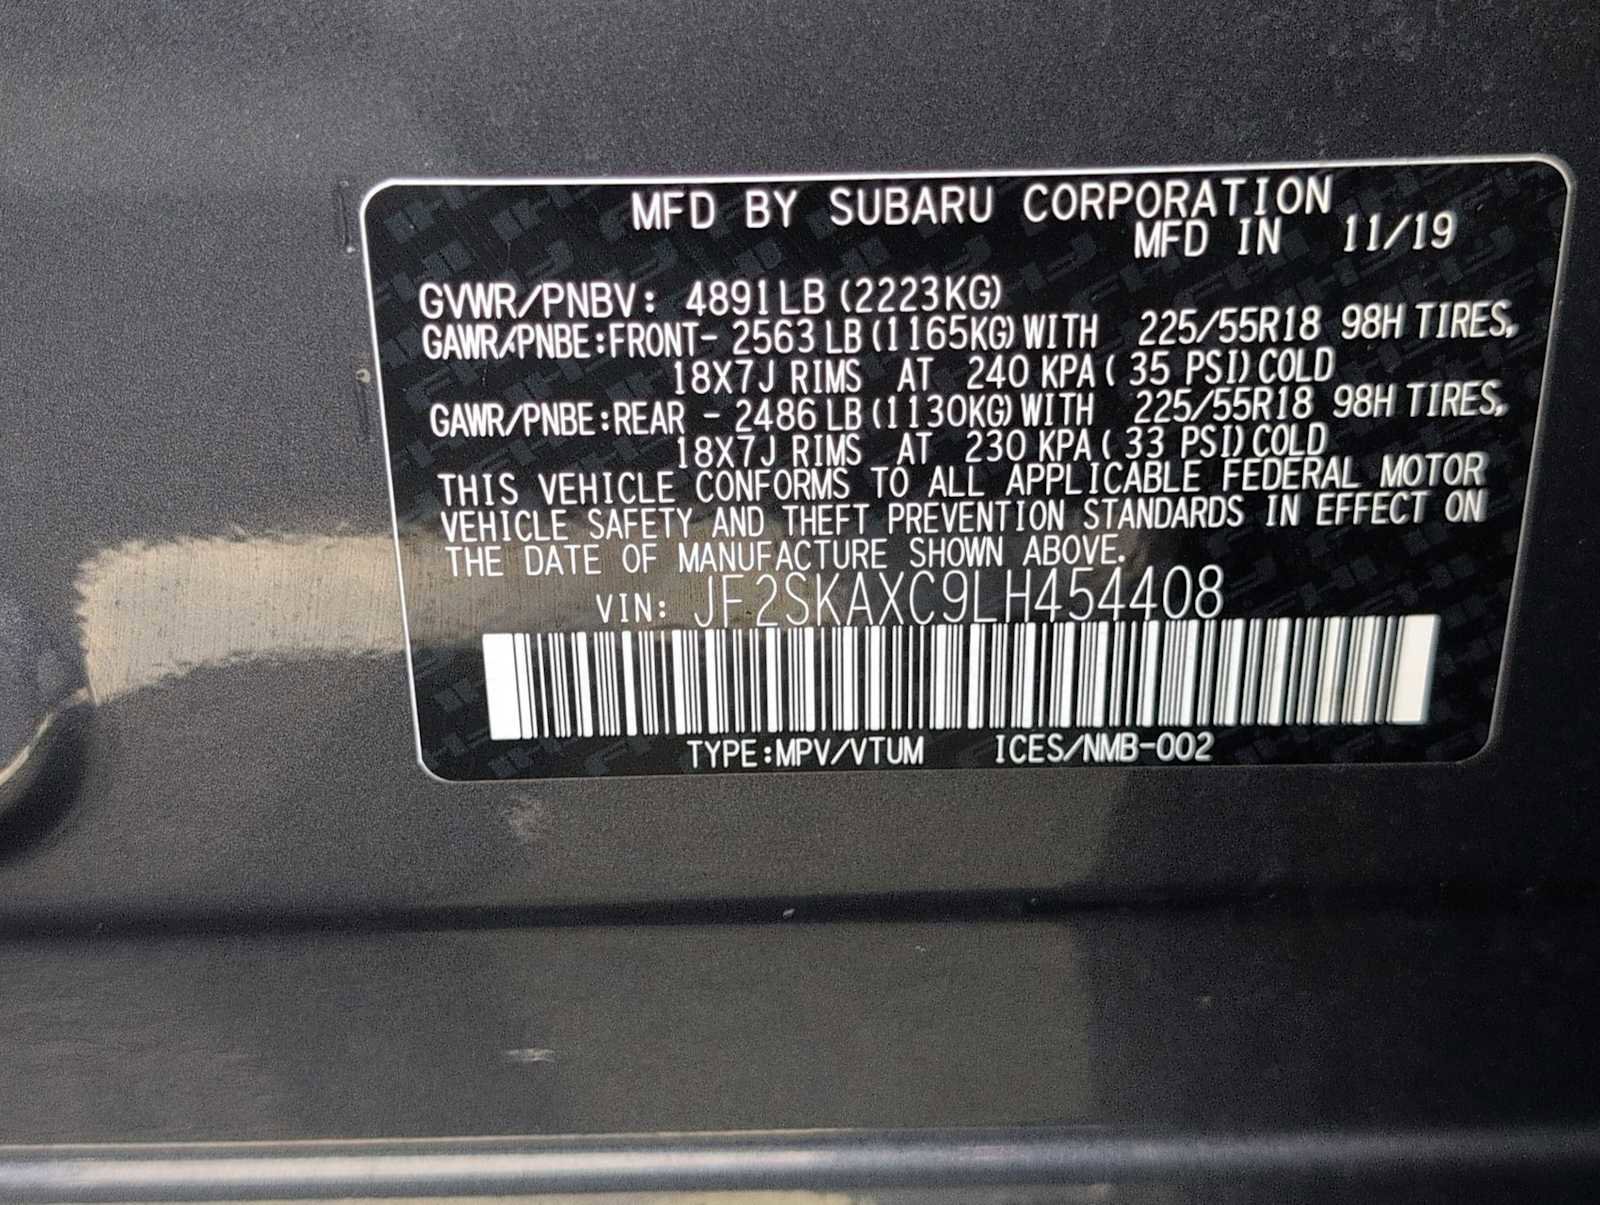 MFD BY SUBARU CORPORATION
MFD IN 11/19
GVWR/PNBV: 4891LB (2223KG)
GAWR/PNBE:FRONT- 2563 LB (1165KG) WITH 225/55R18 98H TIRES,
18X7J RIMS AT 240 KPA ( 35 PSI) COLD
GAWR/PNBE:REAR - 2486 LB (1130KG) WITH 225/55R18 98H TIRES,
18X7J RIMS AT 230 KPA ( 33 PSI) COLD
THIS VEHICLE CONFORMS TO ALL APPLICABLE FEDERAL MOTOR
VEHICLE SAFETY AND THEFT PREVENTION STANDARDS IN EFFECT ON
THE DATE OF MANUFACTURE SHOWN ABOVE.
VIN: JF2SKAXC9LH454408
TYPE:MPV/VTUM ICES/NMB-002